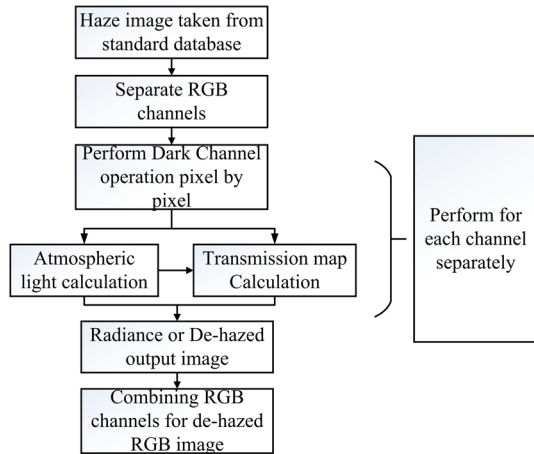 Haze image taken from
standard database
Separate RGB
channels
Perform Dark Channel
operation pixel by
pixel
Atmospheric
light calculation
Transmission map
Calculation
Radiance or De-hazed
output image
Combining RGB
channels for de-hazed
RGB image
Perform for
each channel
separately